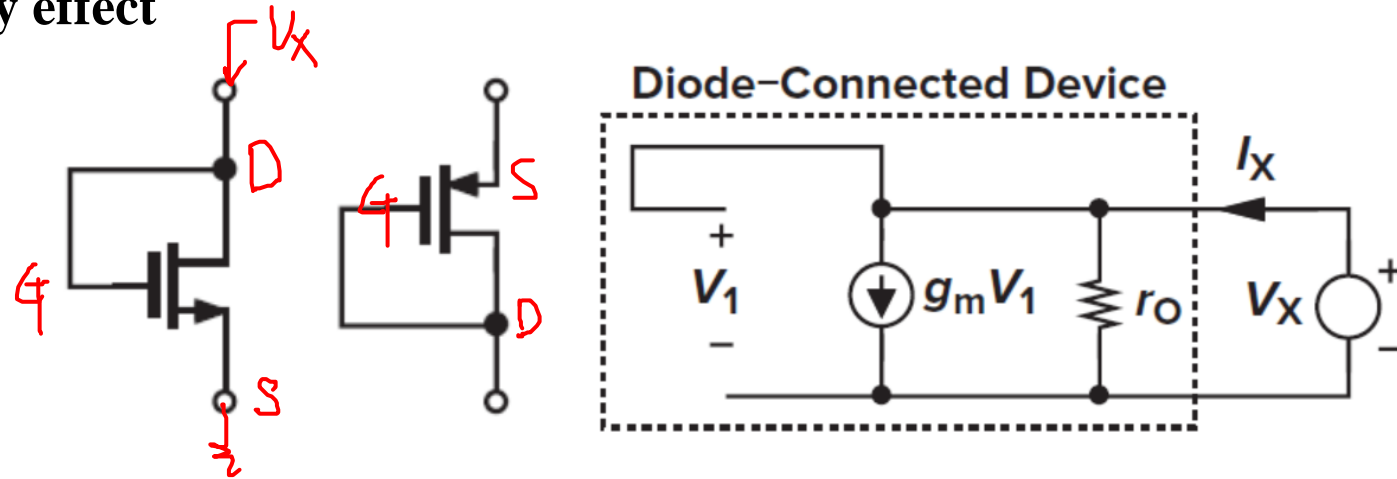 y effect
Vx
Diode-Connected Device
D
S
G
G
D
S
IX
+
V1
−
gmV1
rO
VX
+
−